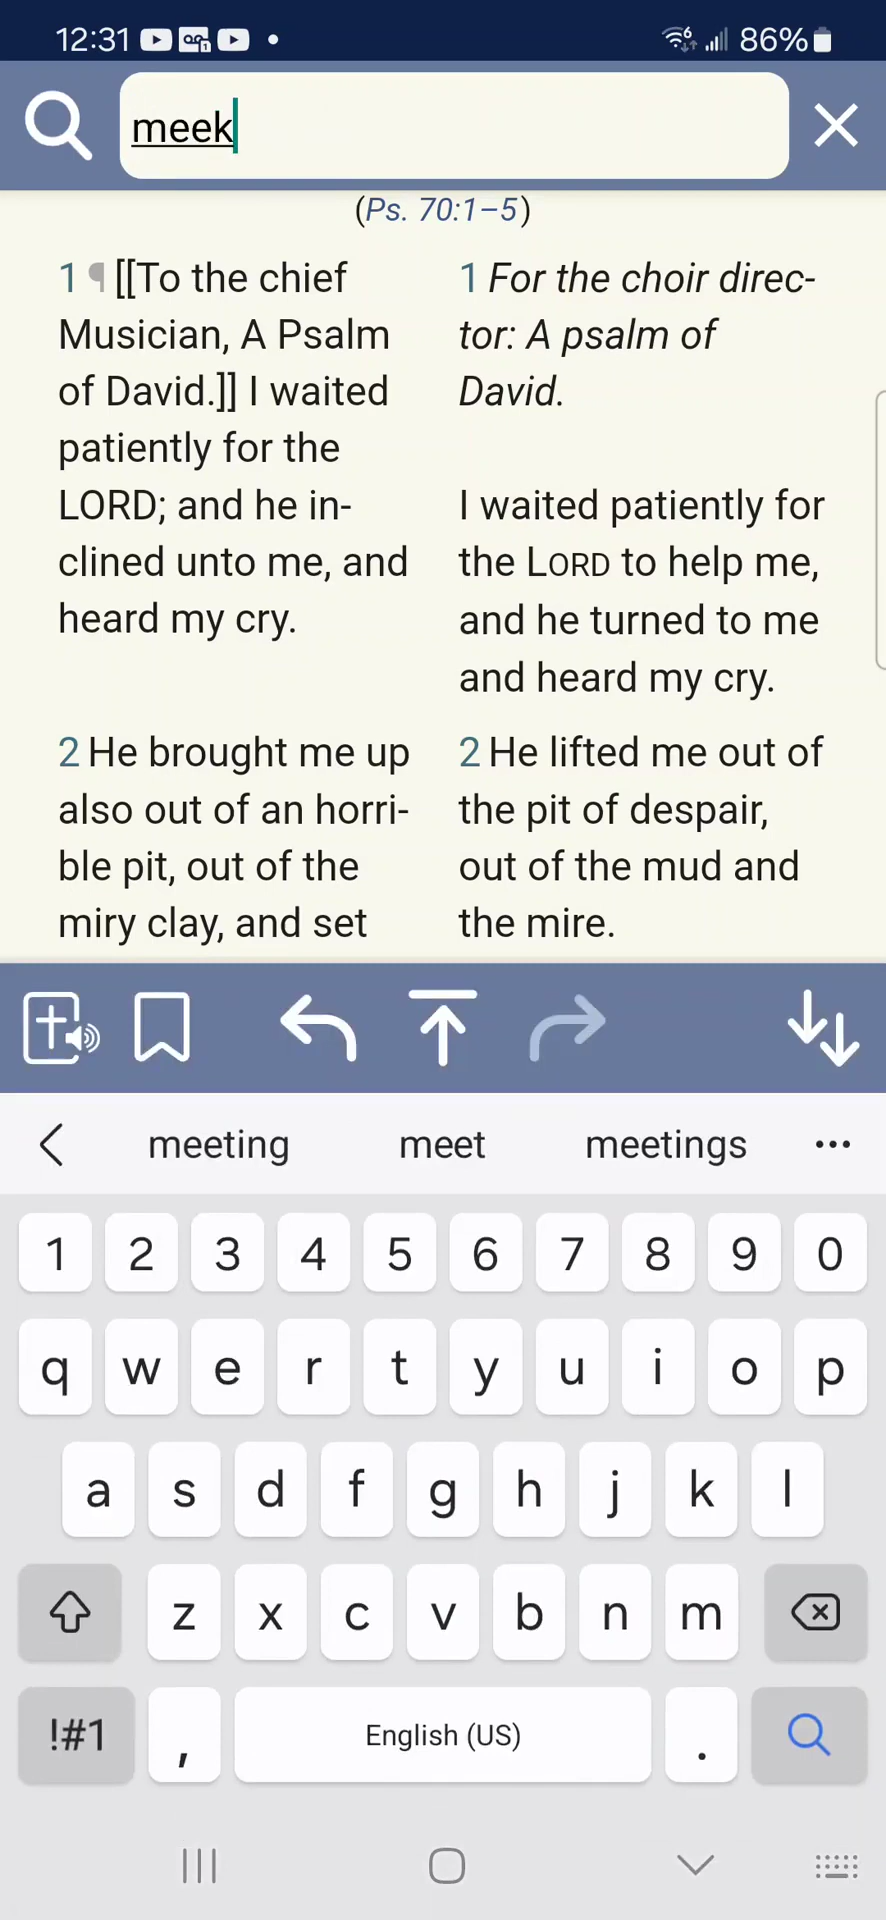 12:31 86%
meek
(Ps. 70:1–5)
1 ¶ [[To the chief
Musician, A Psalm
of David.]] I waited
patiently for the
LORD; and he in-
clined unto me, and
heard my cry.
2 He brought me up
also out of an horri-
ble pit, out of the
miry clay, and set
1 For the choir direc-
tor: A psalm of
David.
I waited patiently for
the LORD to help me,
and he turned to me
and heard my cry.
2 He lifted me out of
the pit of despair,
out of the mud and
the mire.
meeting meet meetings
1 2 3 4 5 6 7 8 9 0
q w e r t y u i o p
a s d f g h j k l
z x c v b n m
!#1 , English (US) .